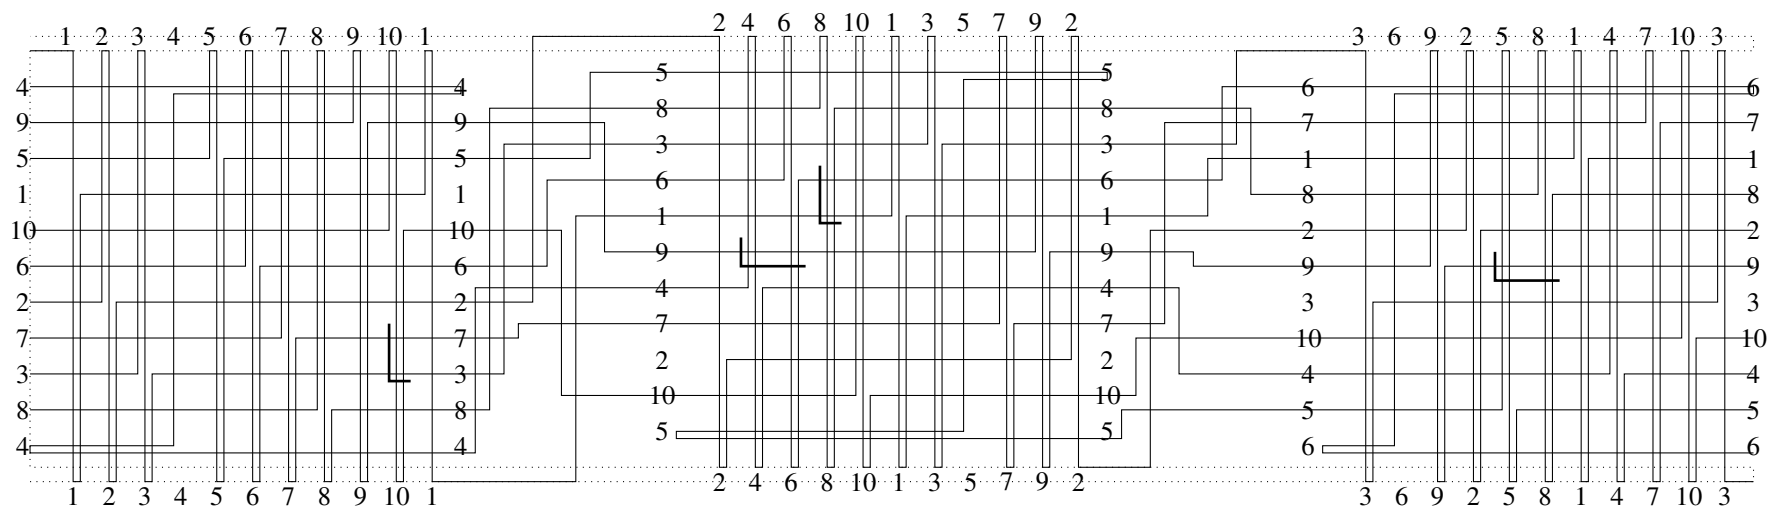 2 4 6 8 10 1 3 5 7 9 2
1 2 3 4 5 6 7 8 9 10 1
3 6 9 2 5 8 1 4 7 10 3
5 5
4 4 8 8 6 6
9 9 3 3 7 7
5 5 6 6 1 1
1 1 1 1 8 8
10 10 9 9 2 2
6 6 4 4 9 9
2 2 7 7 3 3
7 7 2 2 10 10
3 3 10 10 4 4
8 8 5 5 5 5
4 4 6 6
2 4 6 8 10 1 3 5 7 9 2
1 2 3 4 5 6 7 8 9 10 1
3 6 9 2 5 8 1 4 7 10 3